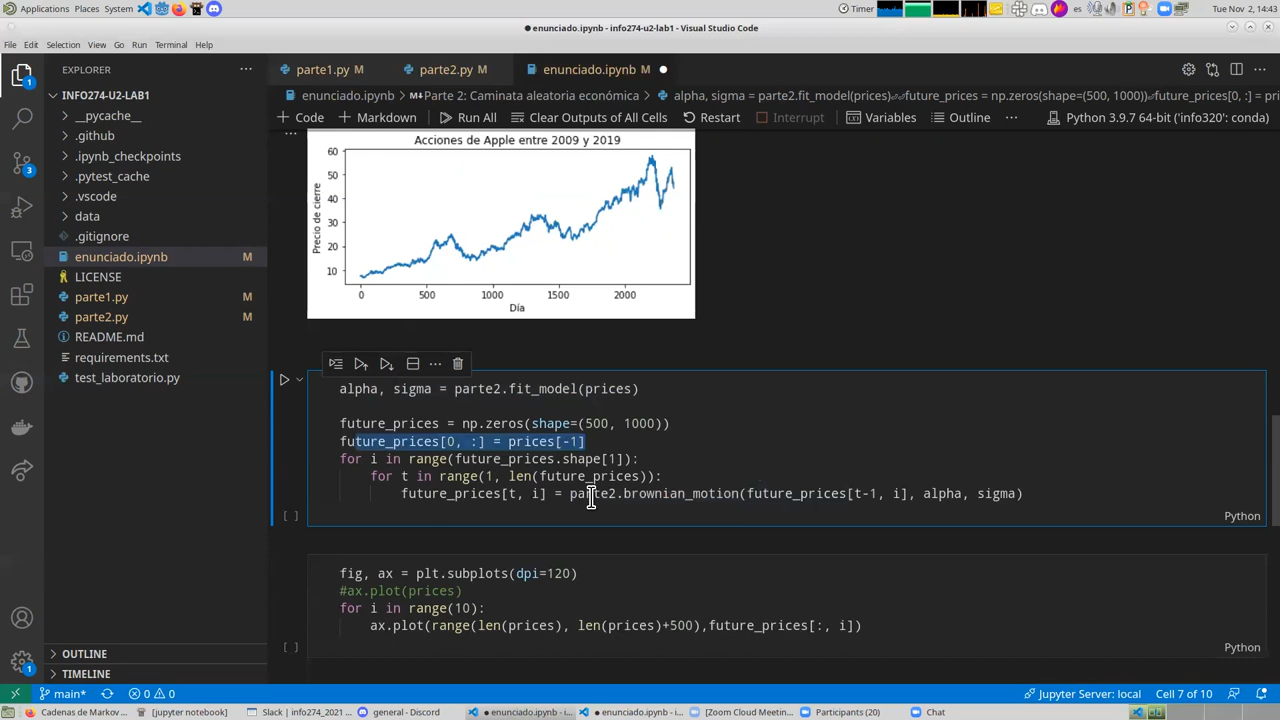 Applications Places System
Timer
es
Tue Nov 2, 14:43
● enunciado.ipynb - info274-u2-lab1 - Visual Studio Code
File Edit Selection View Go Run Terminal Help
EXPLORER ···
parte1.py M
parte2.py M
enunciado.ipynb M ●
INFO274-U2-LAB1
__pycache__
.github
.ipynb_checkpoints
.pytest_cache
.vscode
data
.gitignore
enunciado.ipynb M
LICENSE
parte1.py M
parte2.py M
README.md
requirements.txt
test_laboratorio.py
OUTLINE
TIMELINE
1
3
1
enunciado.ipynb > M↓Parte 2: Caminata aleatoria económica > alpha, sigma = parte2.fit_model(prices)future_prices = np.zeros(shape=(500, 1000))future_prices[0, :] = pri
+ Code + Markdown Run All Clear Outputs of All Cells Restart Interrupt Variables Outline ··· Python 3.9.7 64-bit ('info320': conda)
Acciones de Apple entre 2009 y 2019
Precio de cierre
60
50
40
30
20
10
0 500 1000 1500 2000
Día
alpha, sigma = parte2.fit_model(prices)
future_prices = np.zeros(shape=(500, 1000))
future_prices[0, :] = prices[-1]
for i in range(future_prices.shape[1]):
for t in range(1, len(future_prices)):
future_prices[t, i] = parte2.brownian_motion(future_prices[t-1, i], alpha, sigma)
[ ] Python
fig, ax = plt.subplots(dpi=120)
#ax.plot(prices)
for i in range(10):
ax.plot(range(len(prices), len(prices)+500),future_prices[:, i])
[ ] Python
main* 0 0 Jupyter Server: local Cell 7 of 10
Cadenas de Markov ... [jupyter notebook] Slack | info274_2021 ... general - Discord ● enunciado.ipynb - i... ● enunciado.ipynb - i... [Zoom Cloud Meetin... Participants (20) Chat